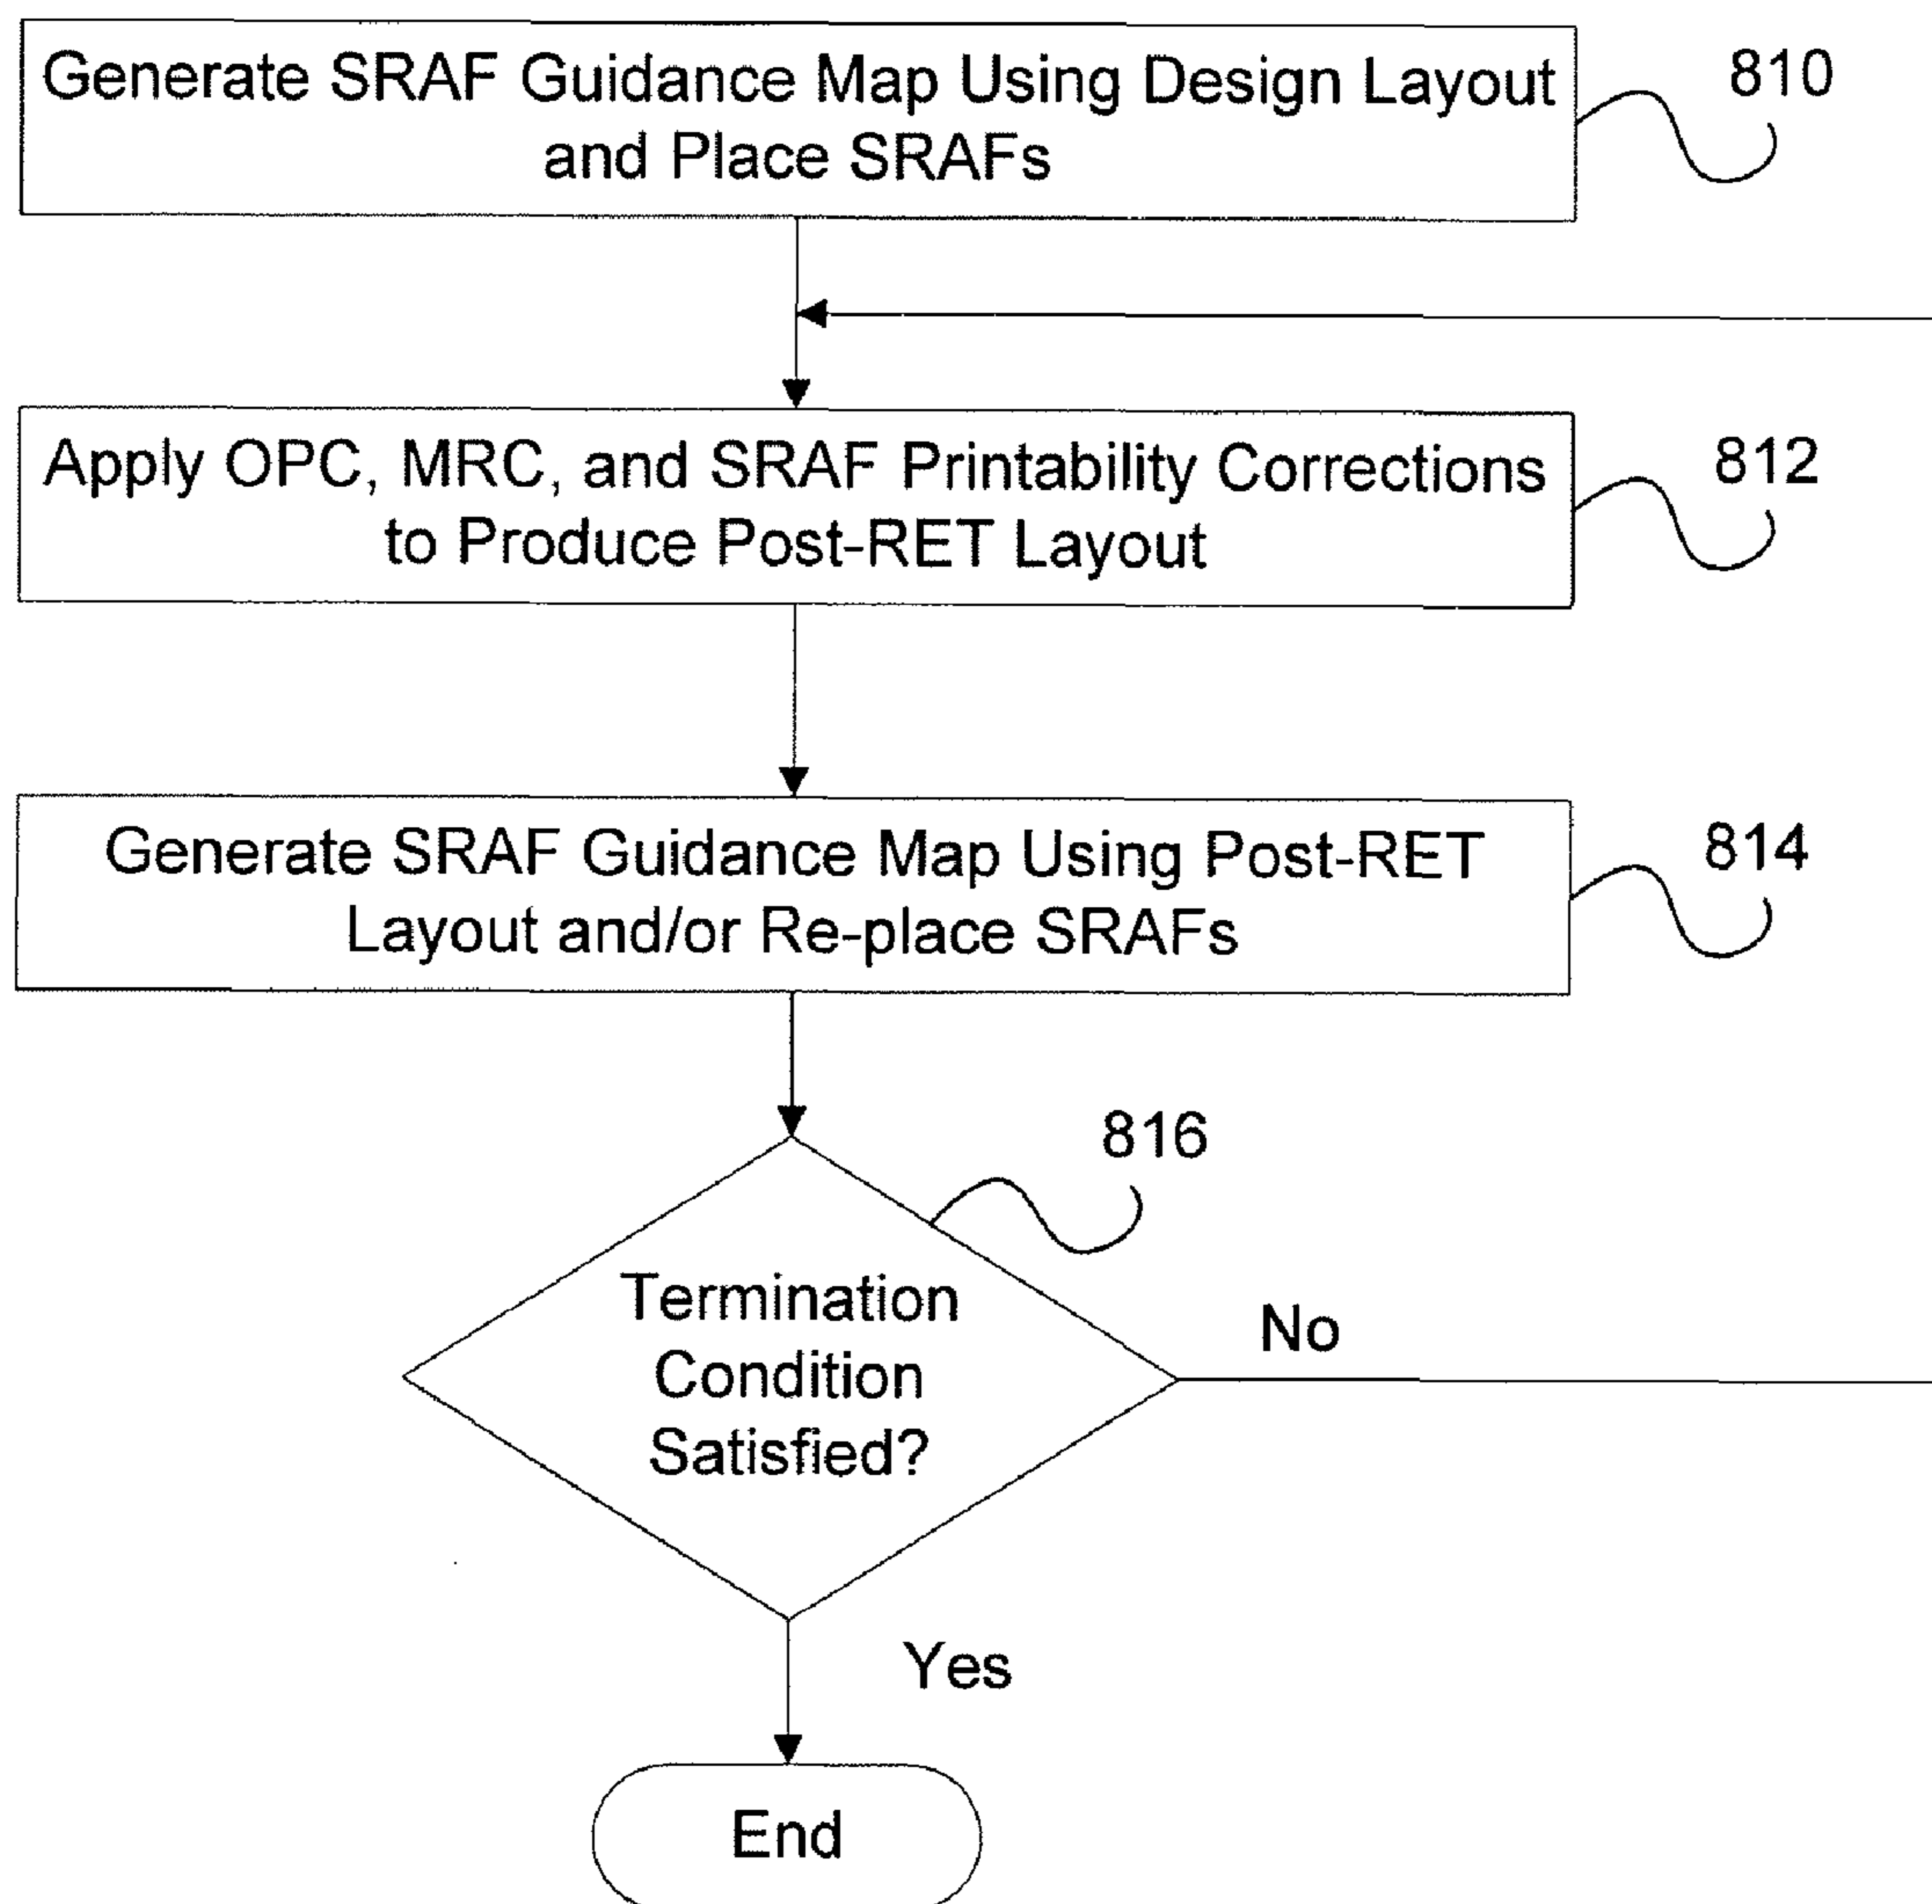 Generate SRAF Guidance Map Using Design Layout
and Place SRAFs
810
Apply OPC, MRC, and SRAF Printability Corrections
to Produce Post-RET Layout
812
Generate SRAF Guidance Map Using Post-RET
Layout and/or Re-place SRAFs
814
816
Termination
Condition
Satisfied?
No
Yes
End